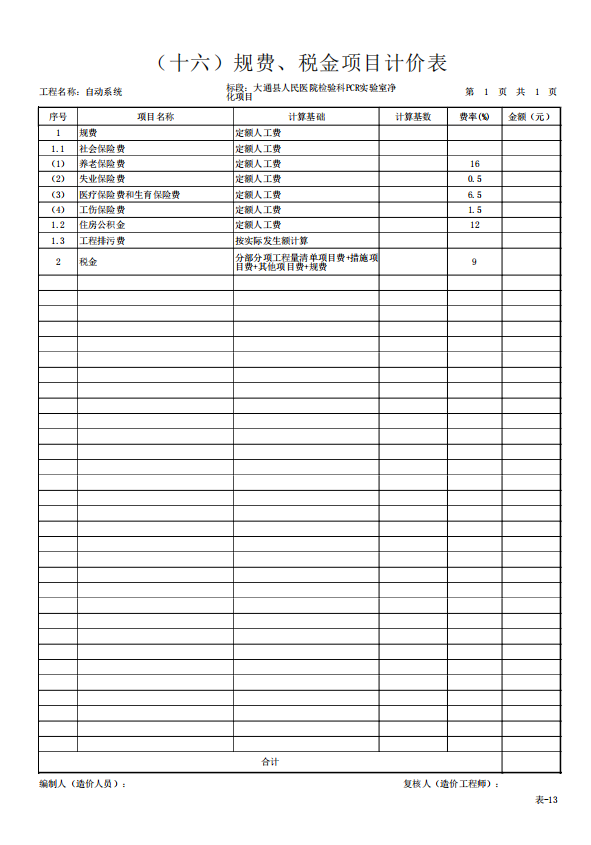 （十六）规费、税金项目计价表
工程名称：自动系统 标段：大通县人民医院检验科PCR实验室净 第 1 页 共 1 页
化项目
序号 项目名称 计算基础 计算基数 费率(%) 金额（元）
1 规费 定额人工费
1.1 社会保险费 定额人工费
（1） 养老保险费 定额人工费 16
（2） 失业保险费 定额人工费 0.5
（3） 医疗保险费和生育保险费 定额人工费 6.5
（4） 工伤保险费 定额人工费 1.5
1.2 住房公积金 定额人工费 12
1.3 工程排污费 按实际发生额计算
2 税金 分部分项工程量清单项目费+措施项 9
目费+其他项目费+规费
合计
编制人（造价人员）： 复核人（造价工程师）：
表-13